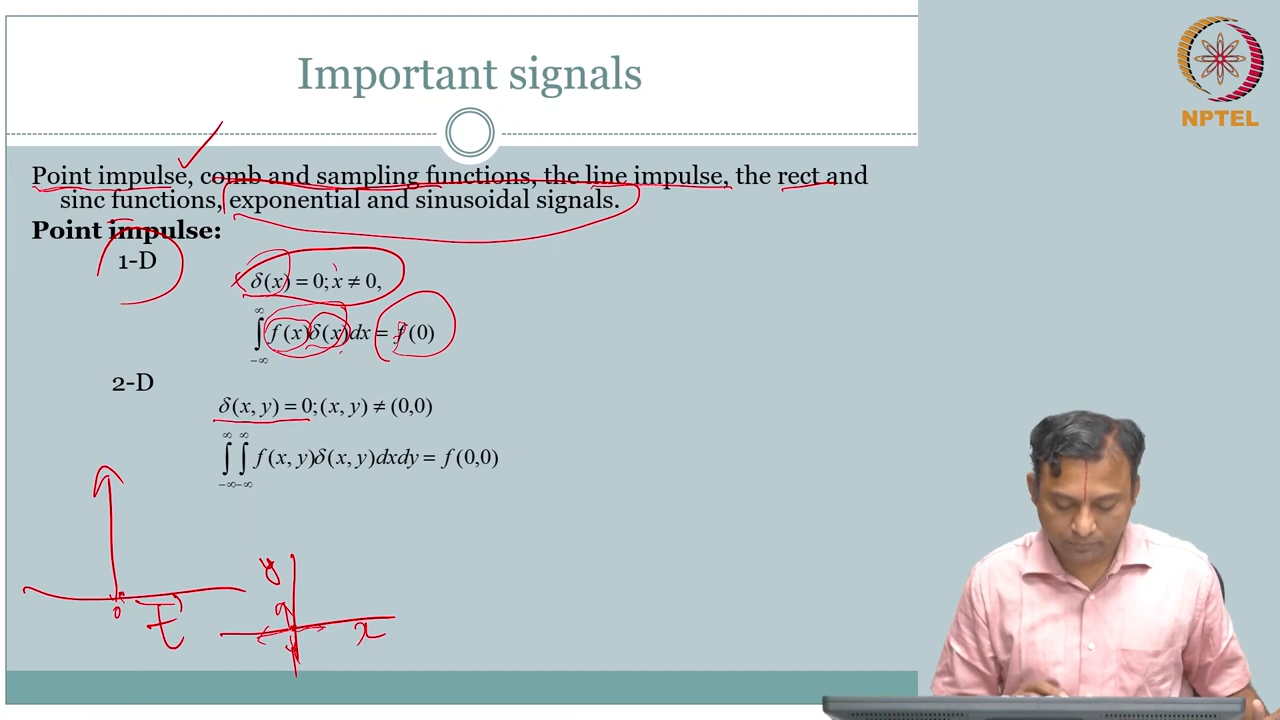 Important signals
NPTEL
Point impulse, comb and sampling functions, the line impulse, the rect and
sinc functions, exponential and sinusoidal signals.
Point impulse:
1-D
δ(x) = 0; x ≠ 0,
∫_{-∞}^{∞} f(x)δ(x)dx = f(0)
2-D
δ(x, y) = 0; (x, y) ≠ (0,0)
∫_{-∞}^{∞} ∫_{-∞}^{∞} f(x, y)δ(x, y)dxdy = f(0,0)
y
0
t
x